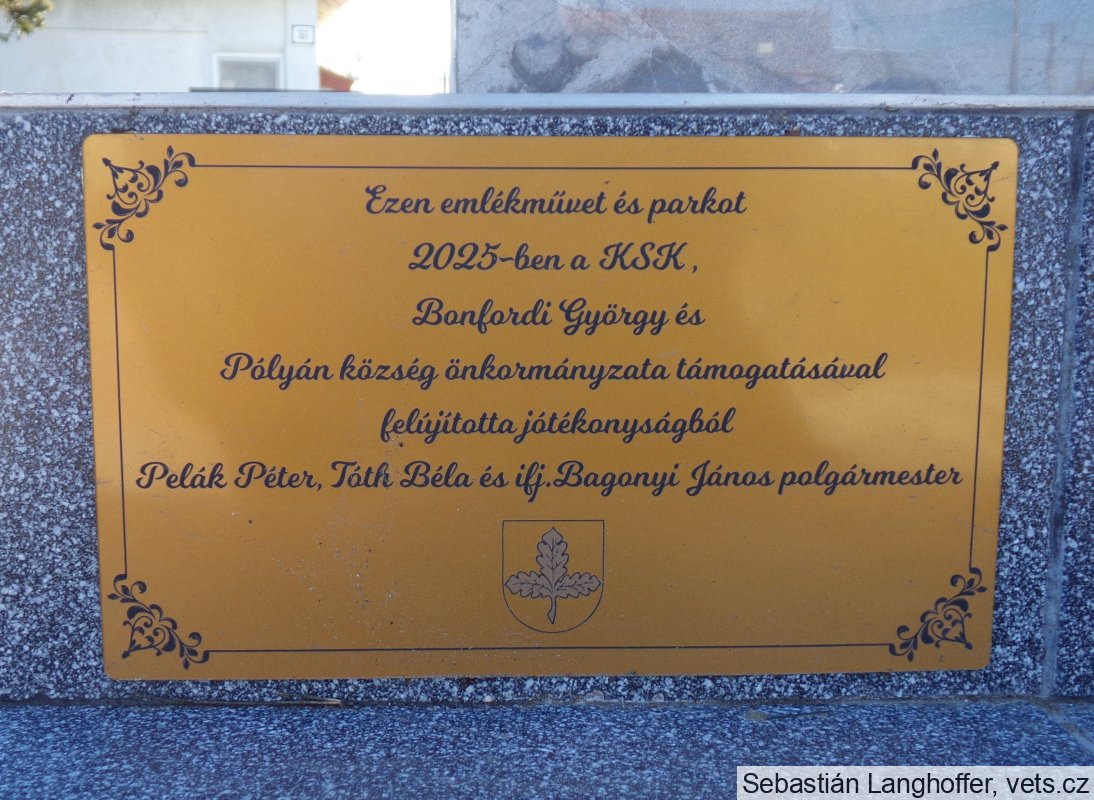 Ezen emlékművet és parkot
2025-ben a KSK,
Bonfordi György és
Pólyán község önkormányzata támogatásával
felújította jótékonyságból
Pelák Péter, Tóth Béla és ifj.Bagonyi János polgármester
Sebastián Langhoffer, vets.cz